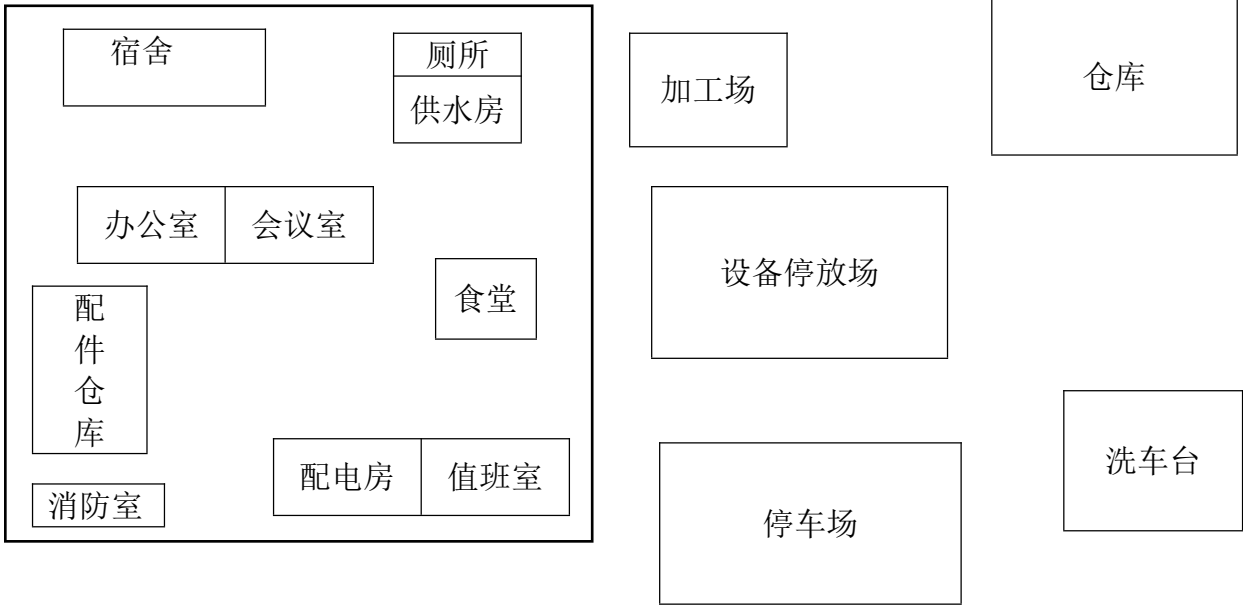 宿舍
厕所
供水房
加工场
仓库
办公室
会议室
设备停放场
食堂
配
件
仓
库
洗车台
配电房
值班室
消防室
停车场